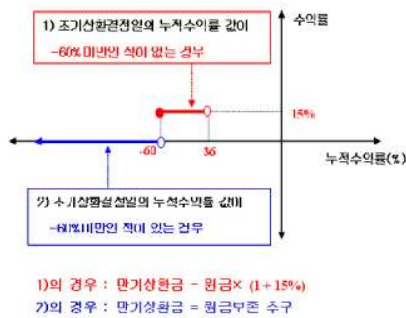 1) 조기상환결정일의 누적수익률 값이
-60%미만인 적이 없는 경우
수익률
15%
-60
36
누적수익률(%)
2) 조기상환결정일의 누적수익률 값이
-60%미만인 적이 있는 경우
1)의 경우 : 만기상환금 = 원금× (1+15%)
2)의 경우 : 만기상환금 = 원금부존 추구